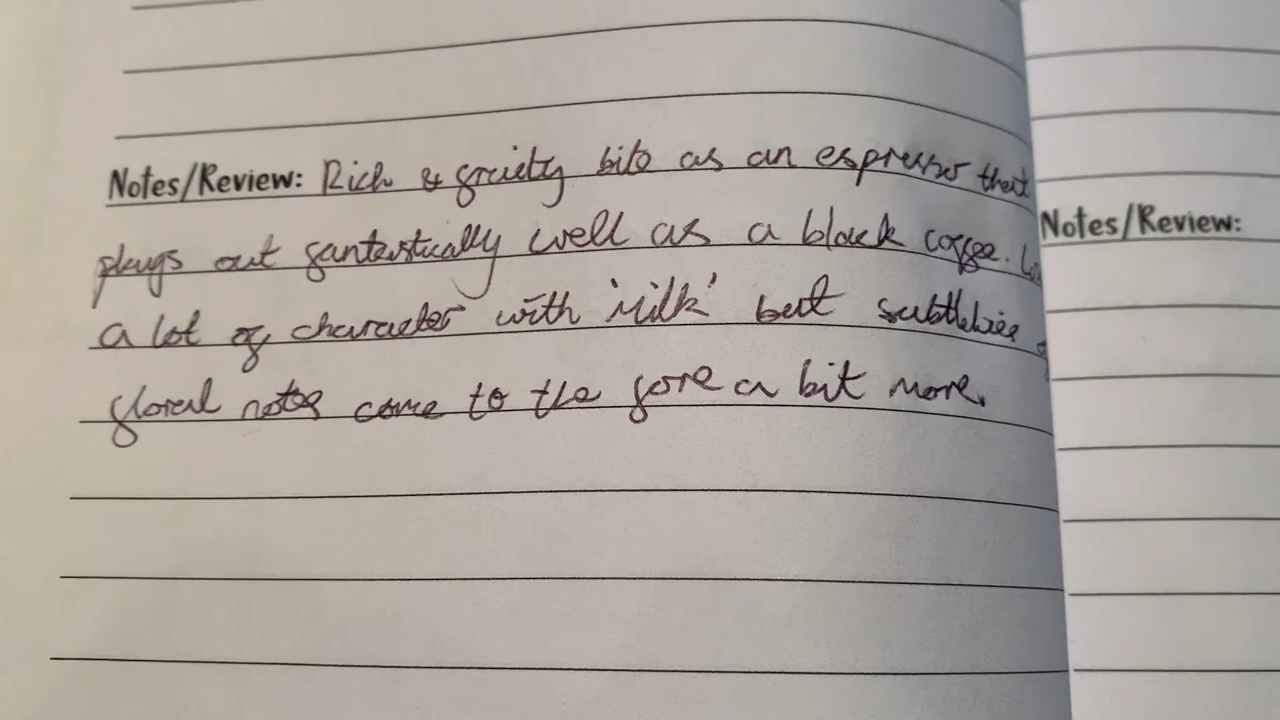 Notes/Review: Rich & fruity bite as an espresso that
plays out fantastically well as a black coffee.
a lot of character with 'milk' but subtleties
floral notes come to the fore a bit more.
Notes/Review: